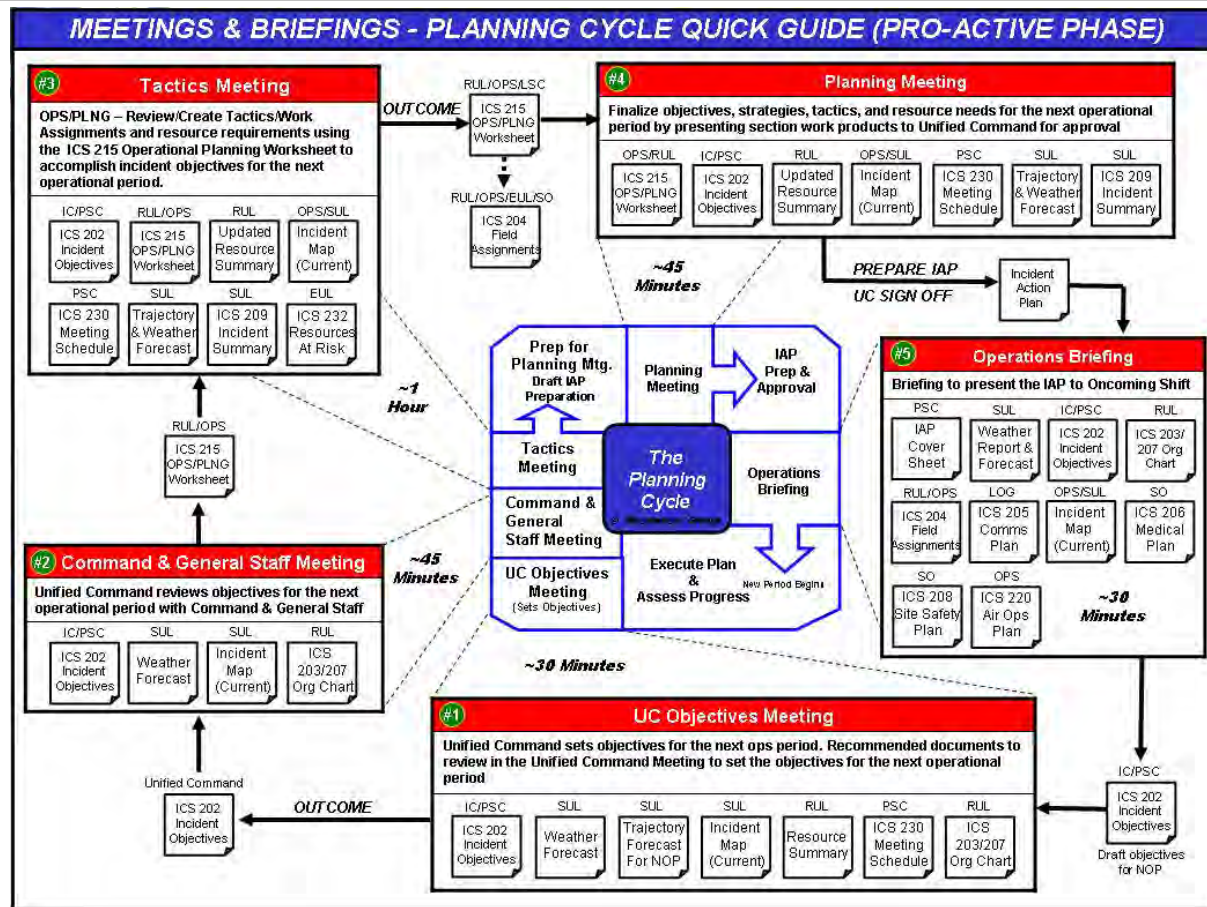 MEETINGS & BRIEFINGS - PLANNING CYCLE QUICK GUIDE (PRO-ACTIVE PHASE)
#3
Tactics Meeting
OPS/PLNG – Review/Create Tactics/Work
Assignments and resource requirements using
the ICS 215 Operational Planning Worksheet to
accomplish incident objectives for the next
operational period.
IC/PSC
ICS 202
Incident
Objectives
RUL/OPS
ICS 215
OPS/PLNG
Worksheet
RUL
Updated
Resource
Summary
OPS/SUL
Incident
Map
(Current)
PSC
ICS 230
Meeting
Schedule
SUL
Trajectory
& Weather
Forecast
SUL
ICS 209
Incident
Summary
EUL
ICS 232
Resources
At Risk
OUTCOME
RUL/OPS/LSC
ICS 215
OPS/PLNG
Worksheet
RUL/OPS/EUL/SO
ICS 204
Field
Assignments
#4
Planning Meeting
Finalize objectives, strategies, tactics, and resource needs for the next operational
period by presenting section work products to Unified Command for approval
OPS/RUL
ICS 215
OPS/PLNG
Worksheet
IC/PSC
ICS 202
Incident
Objectives
RUL
Updated
Resource
Summary
OPS/SUL
Incident
Map
(Current)
PSC
ICS 230
Meeting
Schedule
SUL
Trajectory
& Weather
Forecast
SUL
ICS 209
Incident
Summary
~45
Minutes
PREPARE IAP
UC SIGN OFF
Incident
Action
Plan
#5
Operations Briefing
Briefing to present the IAP to Oncoming Shift
PSC
IAP
Cover
Sheet
SUL
Weather
Report &
Forecast
IC/PSC
ICS 202
Incident
Objectives
RUL
ICS 203/
207 Org
Chart
RUL/OPS
ICS 204
Field
Assignments
LOG
ICS 205
Comms
Plan
OPS/SUL
Incident
Map
(Current)
SO
ICS 206
Medical
Plan
SO
ICS 208
Site Safety
Plan
OPS
ICS 220
Air Ops
Plan
~30
Minutes
~1
Hour
Prep for
Planning Mtg.
Draft IAP
Preparation
Planning
Meeting
IAP
Prep &
Approval
Tactics
Meeting
The
Planning
Cycle
Operations
Briefing
Command &
General
Staff Meeting
UC Objectives
Meeting
(Sets Objectives)
Execute Plan
&
Assess Progress
New Period Begins
RUL/OPS
ICS 215
OPS/PLNG
Worksheet
#2
Command & General Staff Meeting
Unified Command reviews objectives for the next
operational period with Command & General Staff
IC/PSC
ICS 202
Incident
Objectives
SUL
Weather
Forecast
SUL
Incident
Map
(Current)
RUL
ICS
203/207
Org Chart
~45
Minutes
~30 Minutes
#1
UC Objectives Meeting
Unified Command sets objectives for the next ops period. Recommended documents to
review in the Unified Command Meeting to set the objectives for the next operational
period
IC/PSC
ICS 202
Incident
Objectives
SUL
Weather
Forecast
SUL
Trajectory
Forecast
For NOP
SUL
Incident
Map
(Current)
RUL
Resource
Summary
PSC
ICS 230
Meeting
Schedule
RUL
ICS
203/207
Org Chart
OUTCOME
Unified Command
ICS 202
Incident
Objectives
IC/PSC
ICS 202
Incident
Objectives
Draft objectives
for NOP